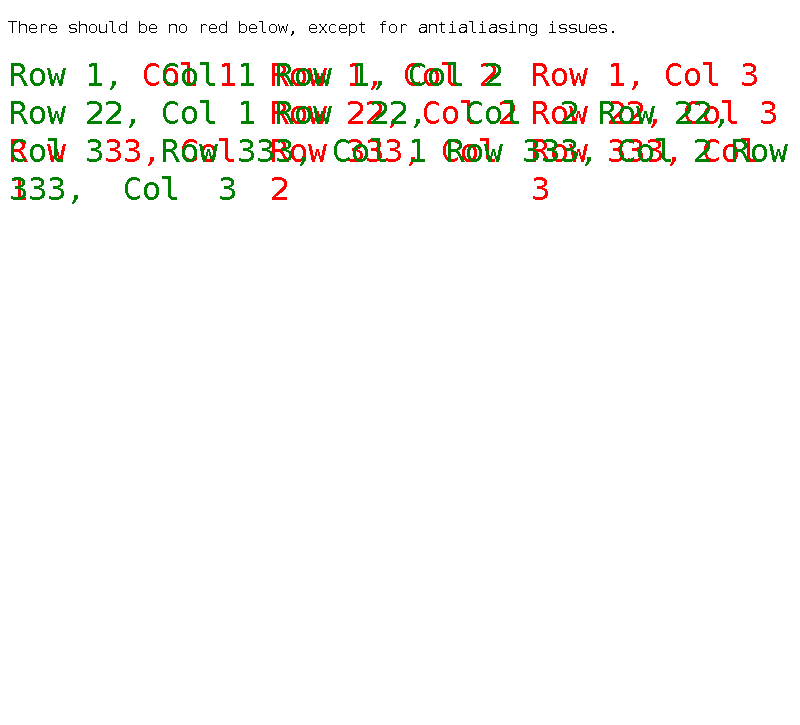 There should be no red below, except for antialiasing issues.
Row 1, Col 1 Row 1, Col 2 Row 1, Col 3
Row 22, Col 1 Row 22, Col 2 Row 22, Col 3
Row 333, Col Row 333, Col Row 333, Col
1 2 3
Row 1, Col 1 Row 1, Col 2
Row 22, Col 1 Row 22, Col 2 Row 22,
Col 3 Row 333, Col 1 Row 333, Col 2 Row
333, Col 3